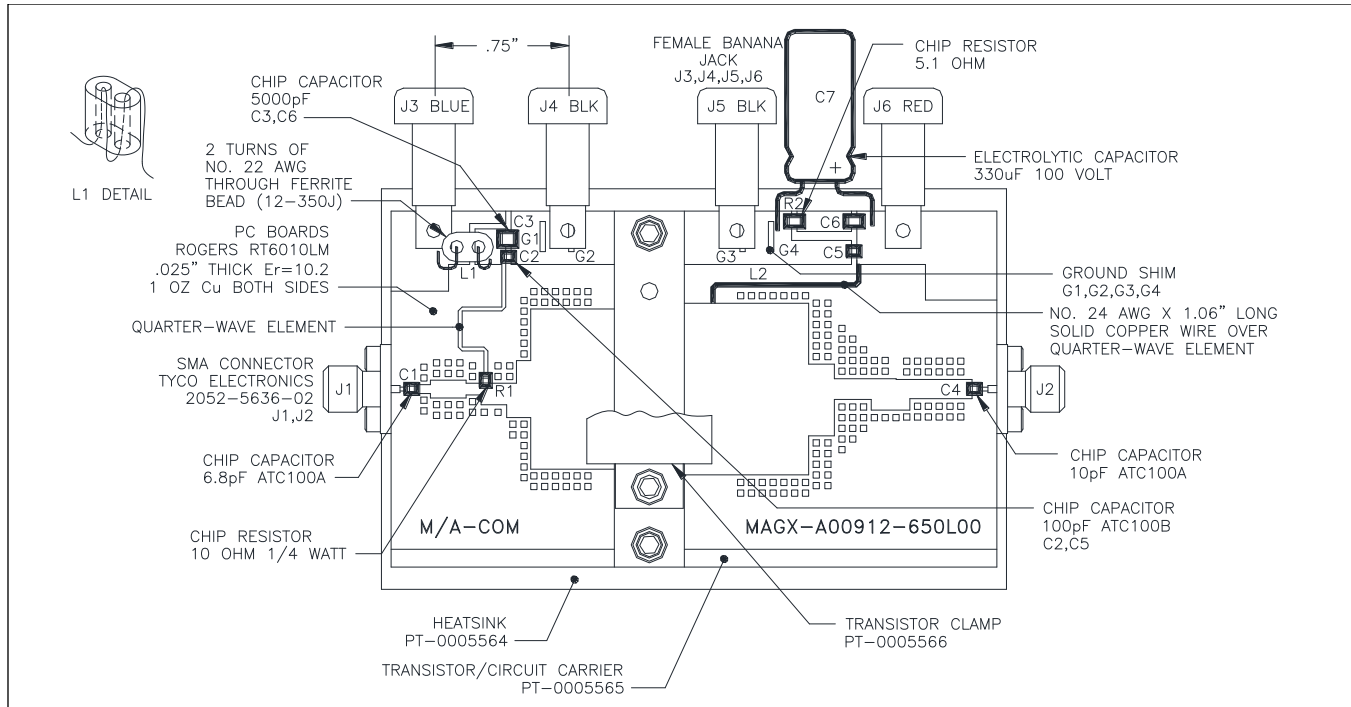 .75”
FEMALE BANANA
JACK
J3,J4,J5,J6
CHIP RESISTOR
5.1 OHM
CHIP CAPACITOR
5000pF
C3,C6
J3 BLUE
J4 BLK
J5 BLK
C7
J6 RED
L1 DETAIL
2 TURNS OF
NO. 22 AWG
THROUGH FERRITE
BEAD (12-350J)
+
ELECTROLYTIC CAPACITOR
330uF 100 VOLT
PC BOARDS
ROGERS RT6010LM
.025” THICK Er=10.2
1 OZ Cu BOTH SIDES
C3
G1
C2
G2
L1
R2
C6
G3
G4
C5
L2
GROUND SHIM
G1,G2,G3,G4
NO. 24 AWG X 1.06” LONG
SOLID COPPER WIRE OVER
QUARTER-WAVE ELEMENT
QUARTER-WAVE ELEMENT
SMA CONNECTOR
TYCO ELECTRONICS
2052-5636-02
J1,J2
J1
C1
R1
C4
J2
CHIP CAPACITOR
6.8pF ATC100A
CHIP CAPACITOR
10pF ATC100A
CHIP RESISTOR
10 OHM 1/4 WATT
M/A-COM
MAGX-A00912-650L00
CHIP CAPACITOR
100pF ATC100B
C2,C5
HEATSINK
PT-0005564
TRANSISTOR CLAMP
PT-0005566
TRANSISTOR/CIRCUIT CARRIER
PT-0005565